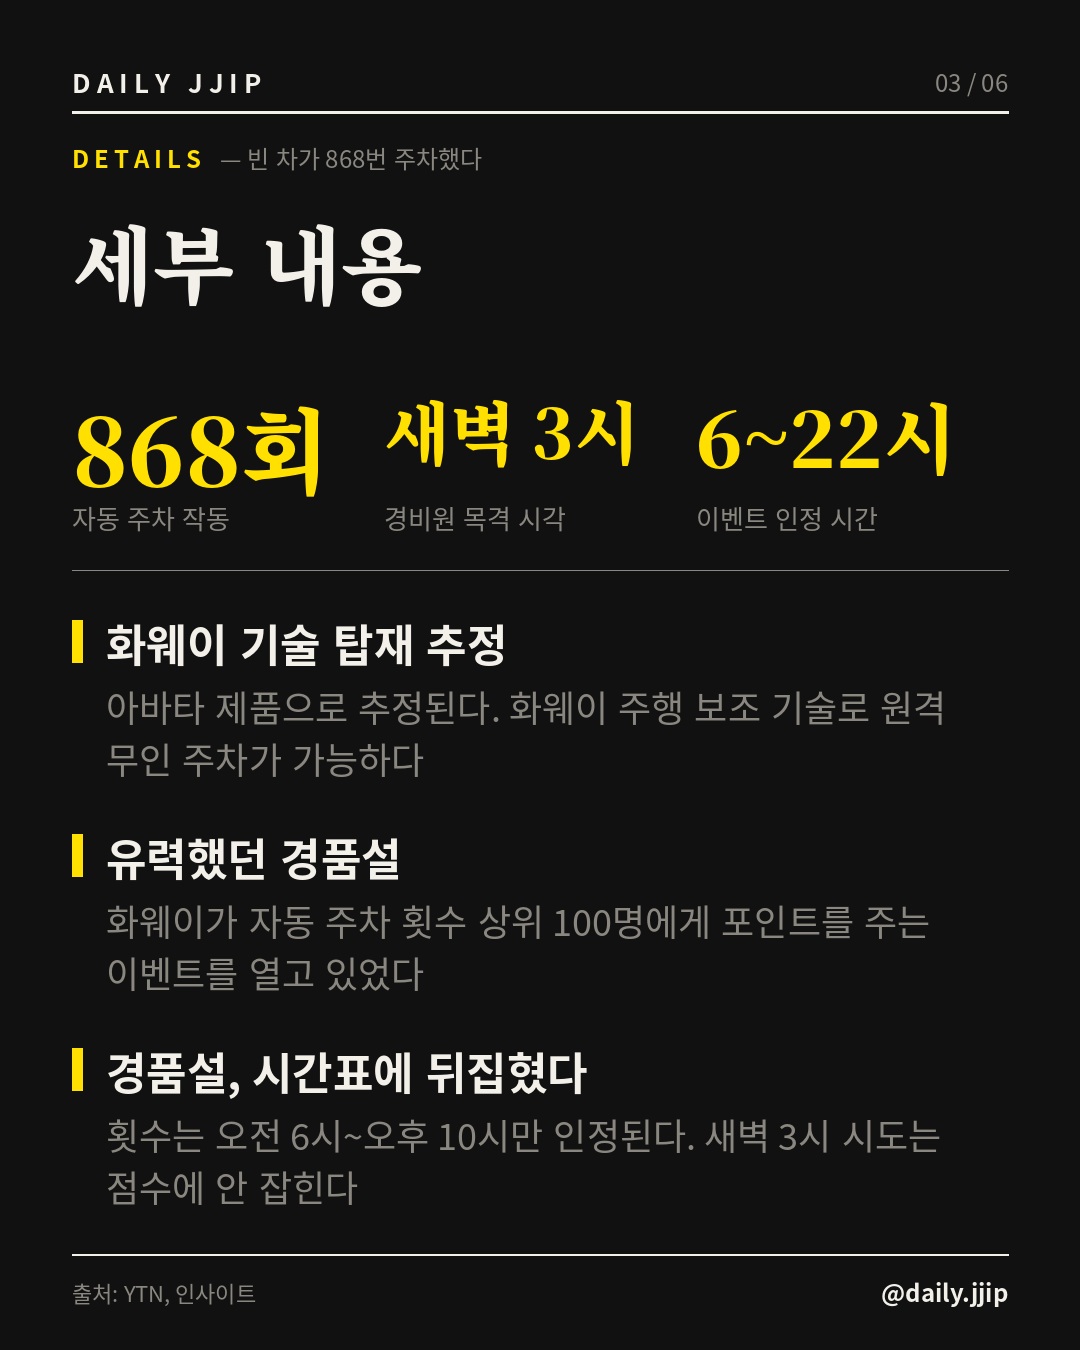 DAILY JJIP
03 / 06
DETAILS — 빈 차가 868번 주차했다
세부 내용
868회 새벽 3시 6~22시
자동 주차 작동 경비원 목격 시각 이벤트 인정 시간
화웨이 기술 탑재 추정
아바타 제품으로 추정된다. 화웨이 주행 보조 기술로 원격
무인 주차가 가능하다
유력했던 경품설
화웨이가 자동 주차 횟수 상위 100명에게 포인트를 주는
이벤트를 열고 있었다
경품설, 시간표에 뒤집혔다
횟수는 오전 6시~오후 10시만 인정된다. 새벽 3시 시도는
점수에 안 잡힌다
출처: YTN, 인사이트
@daily.jjip